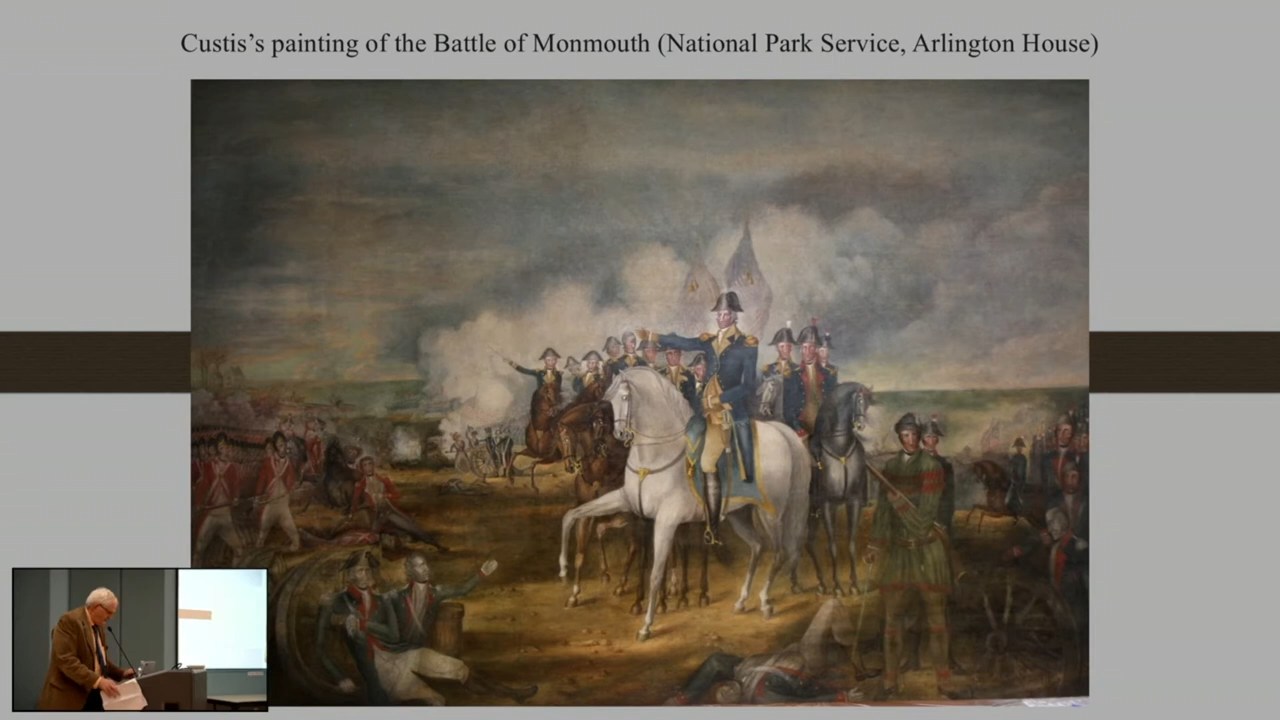 Custis’s painting of the Battle of Monmouth (National Park Service, Arlington House)